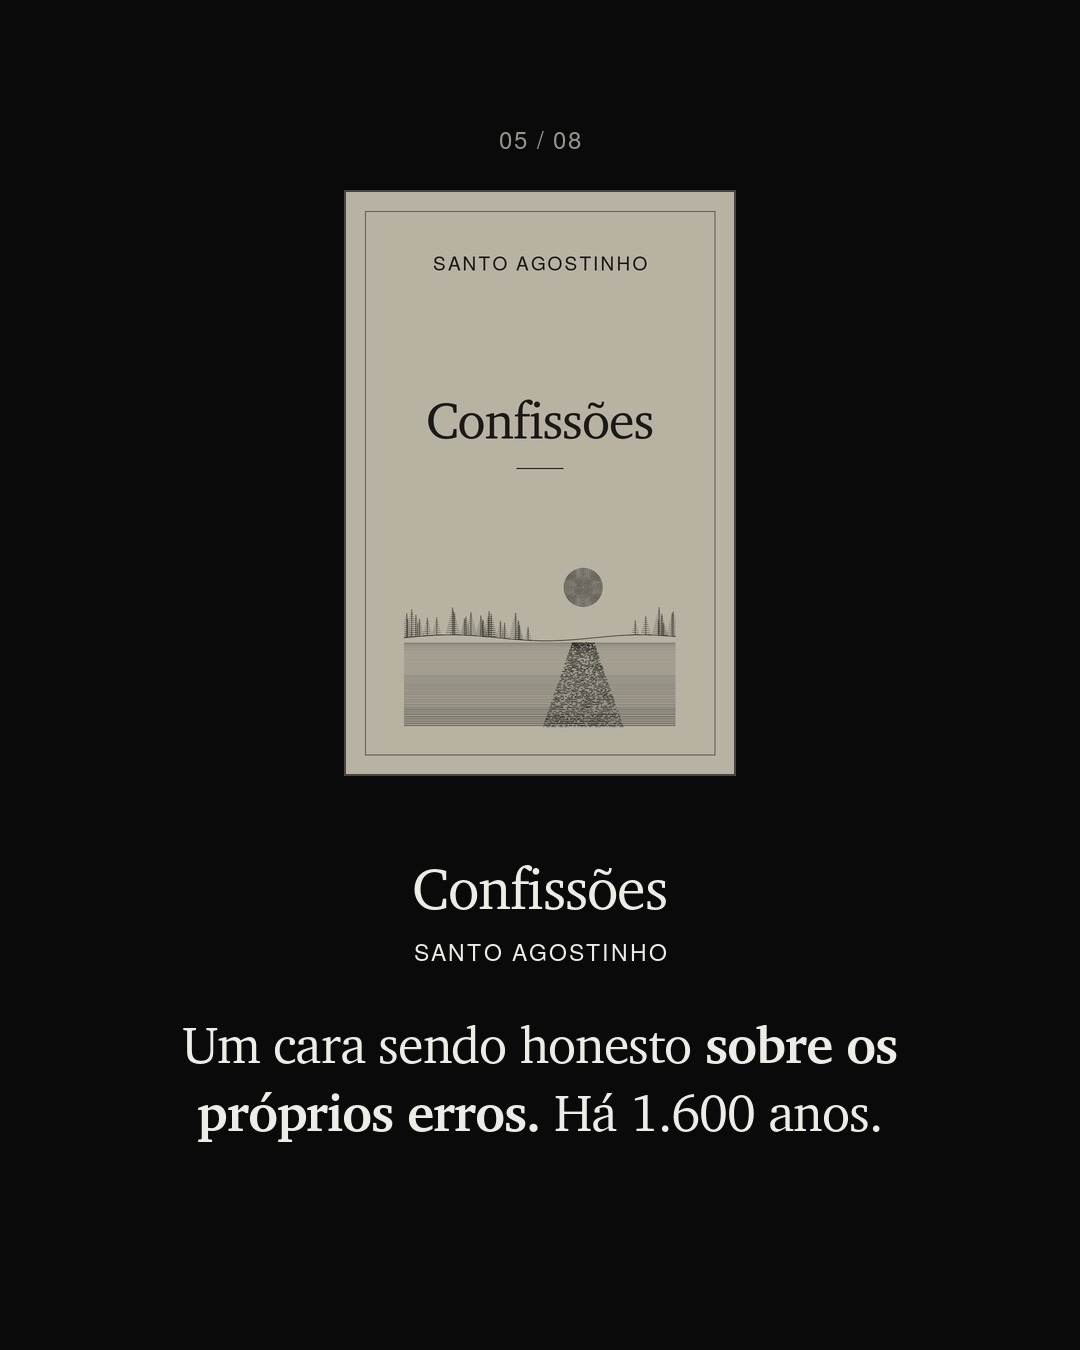 05 / 08
SANTO AGOSTINHO
Confissões
Confissões
SANTO AGOSTINHO
Um cara sendo honesto sobre os
próprios erros. Há 1.600 anos.